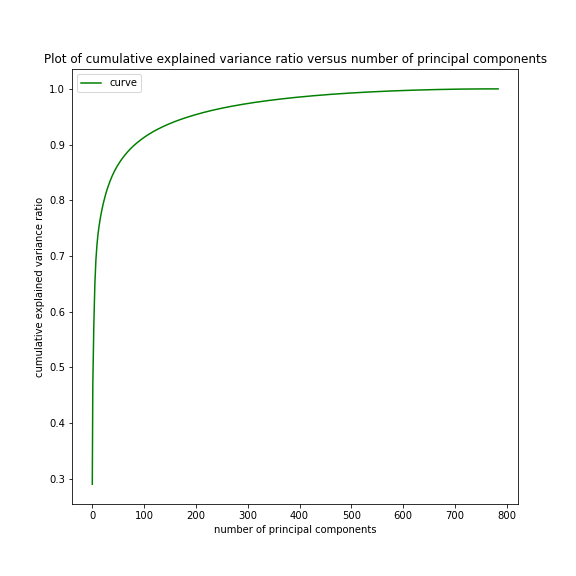 Plot of cumulative explained variance ratio versus number of principal components
curve
1.0
0.9
0.8
0.7
0.6
0.5
0.4
0.3
cumulative explained variance ratio
0 100 200 300 400 500 600 700 800
number of principal components